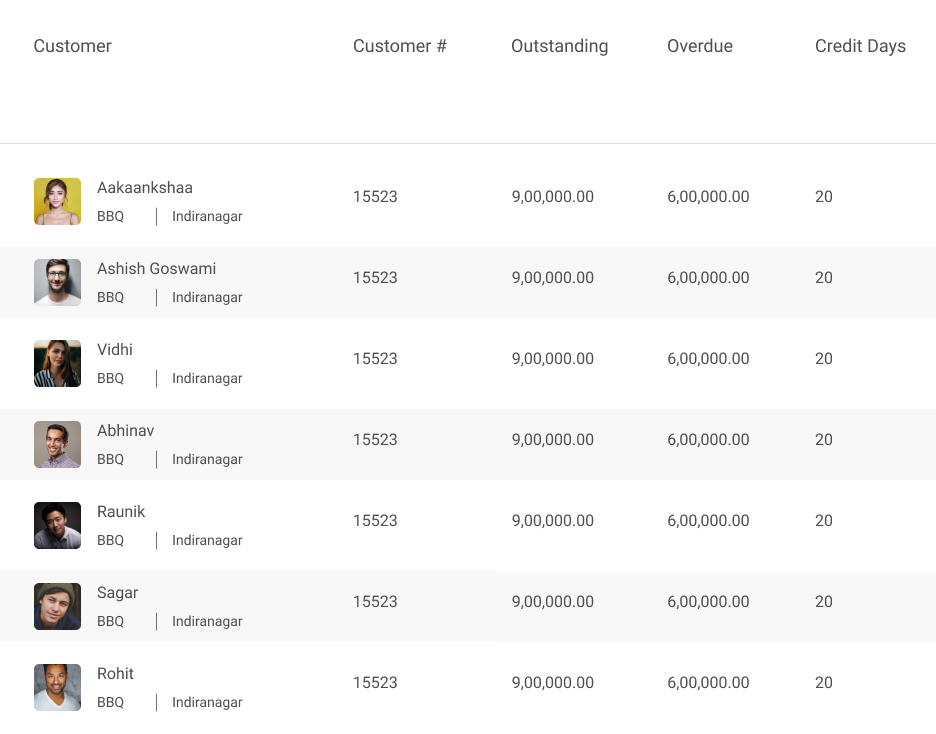 Customer Customer # Outstanding Overdue Credit Days
Aakaankshaa
15523 9,00,000.00 6,00,000.00 20
BBQ | Indiranagar
Ashish Goswami
15523 9,00,000.00 6,00,000.00 20
BBQ | Indiranagar
Vidhi
15523 9,00,000.00 6,00,000.00 20
BBQ | Indiranagar
Abhinav
15523 9,00,000.00 6,00,000.00 20
BBQ | Indiranagar
Raunik
15523 9,00,000.00 6,00,000.00 20
BBQ | Indiranagar
Sagar
15523 9,00,000.00 6,00,000.00 20
BBQ | Indiranagar
Rohit
15523 9,00,000.00 6,00,000.00 20
BBQ | Indiranagar